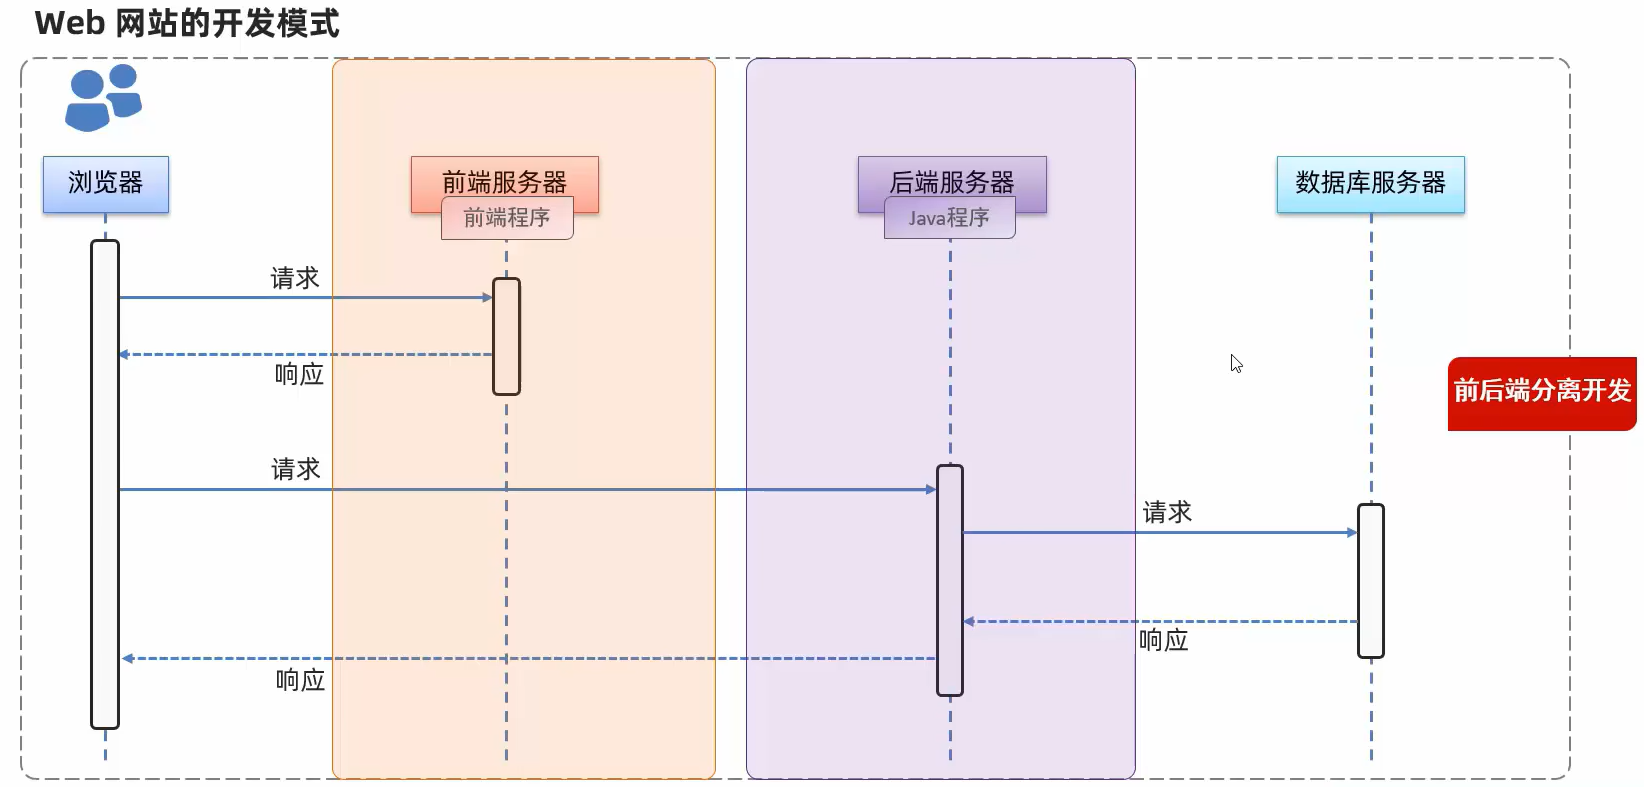 Web 网站的开发模式
浏览器
前端服务器
前端程序
后端服务器
Java程序
数据库服务器
请求
响应
前后端分离开发
请求
请求
响应
响应